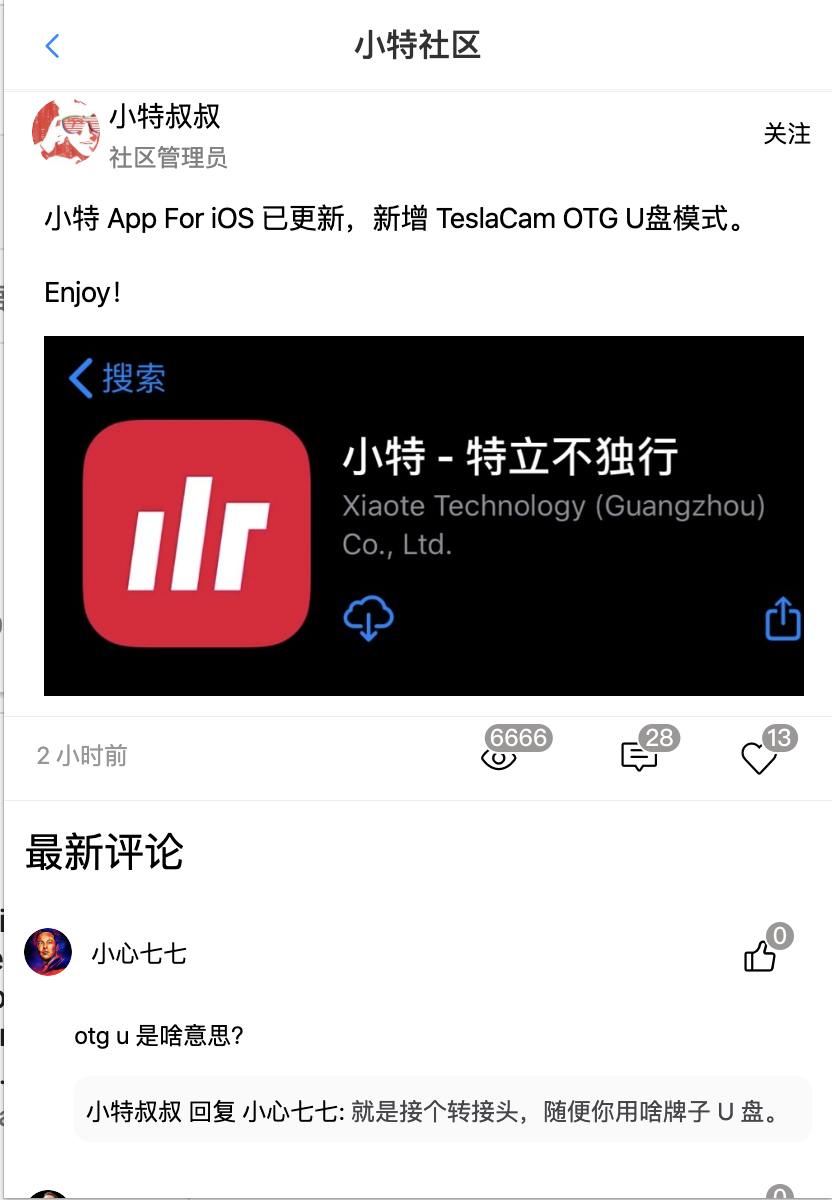 小特社区
小特叔叔
社区管理员
关注
小特 App For iOS 已更新，新增 TeslaCam OTG U盘模式。
Enjoy！
搜索
小特 - 特立不独行
Xiaote Technology (Guangzhou)
Co., Ltd.
2 小时前
6666
28
13
最新评论
小心七七
0
otg u 是啥意思?
小特叔叔 回复 小心七七: 就是接个转接头，随便你用啥牌子 U 盘。
0